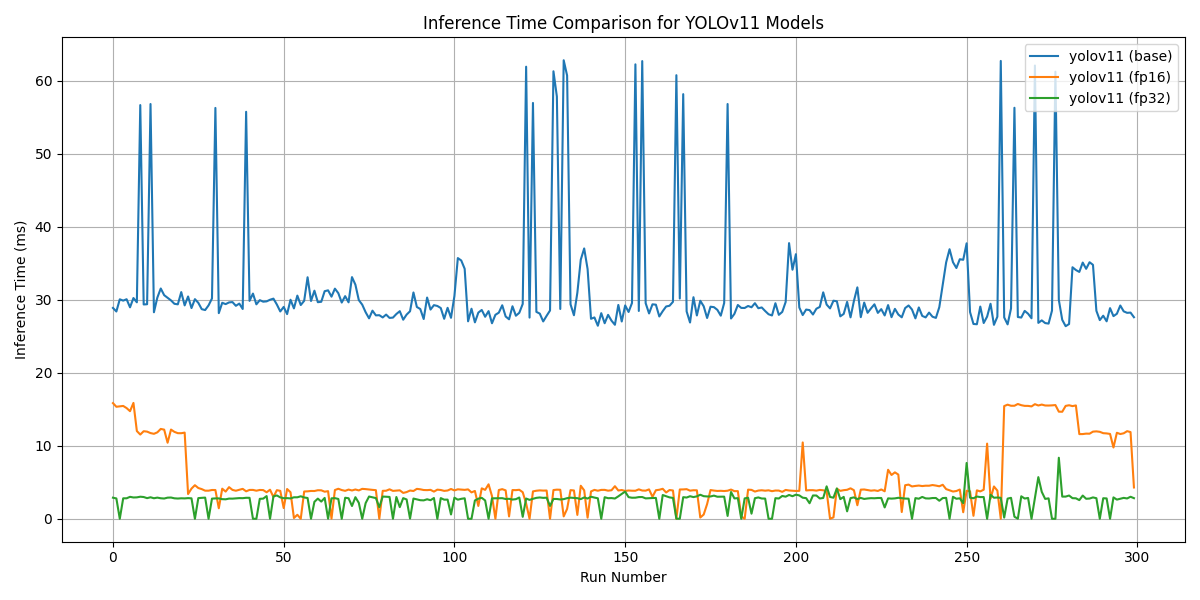 Inference Time Comparison for YOLOv11 Models
yolov11 (base)
yolov11 (fp16)
yolov11 (fp32)
Inference Time (ms)
60
50
40
30
20
10
0
0 50 100 150 200 250 300
Run Number